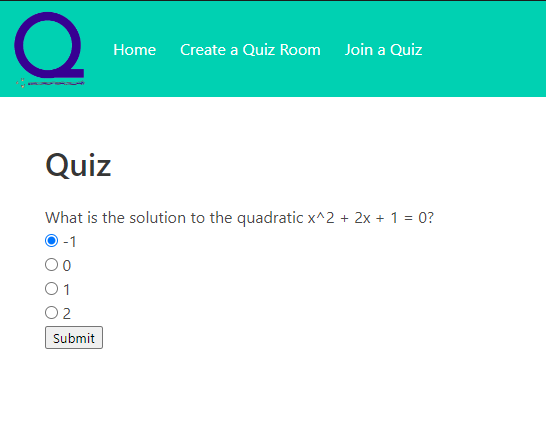 Q
Home Create a Quiz Room Join a Quiz
Quiz
What is the solution to the quadratic x^2 + 2x + 1 = 0?
-1
0
1
2
Submit